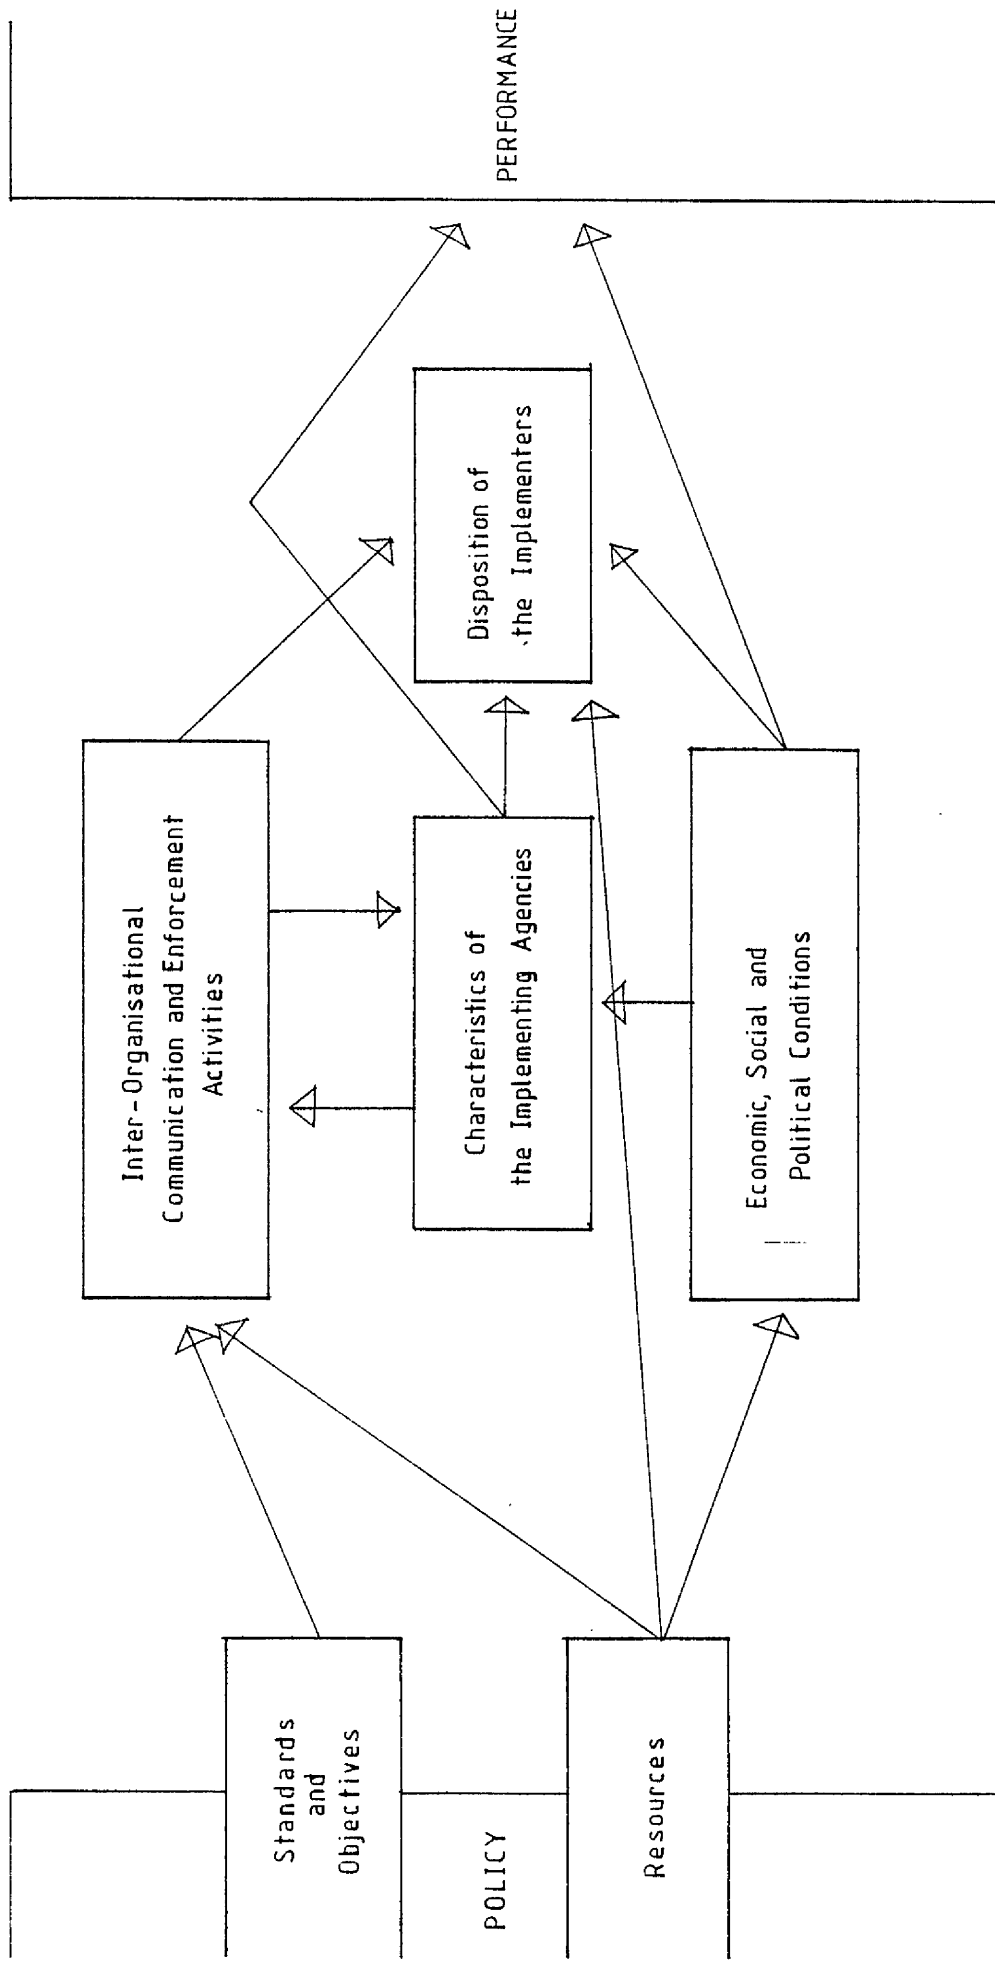 Standards
and
Objectives
POLICY
Resources
Inter-Organisational
Communication and Enforcement
Activities
Characteristics of
the Implementing Agencies
Economic, Social and
Political Conditions
Disposition of
the Implementers
PERFORMANCE